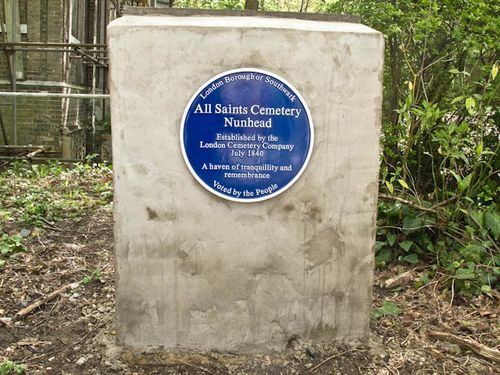 London Borough of Southwark
All Saints Cemetery
Nunhead
Established by the
London Cemetery Company
July 1840
A haven of tranquillity and
remembrance
Voted by the People